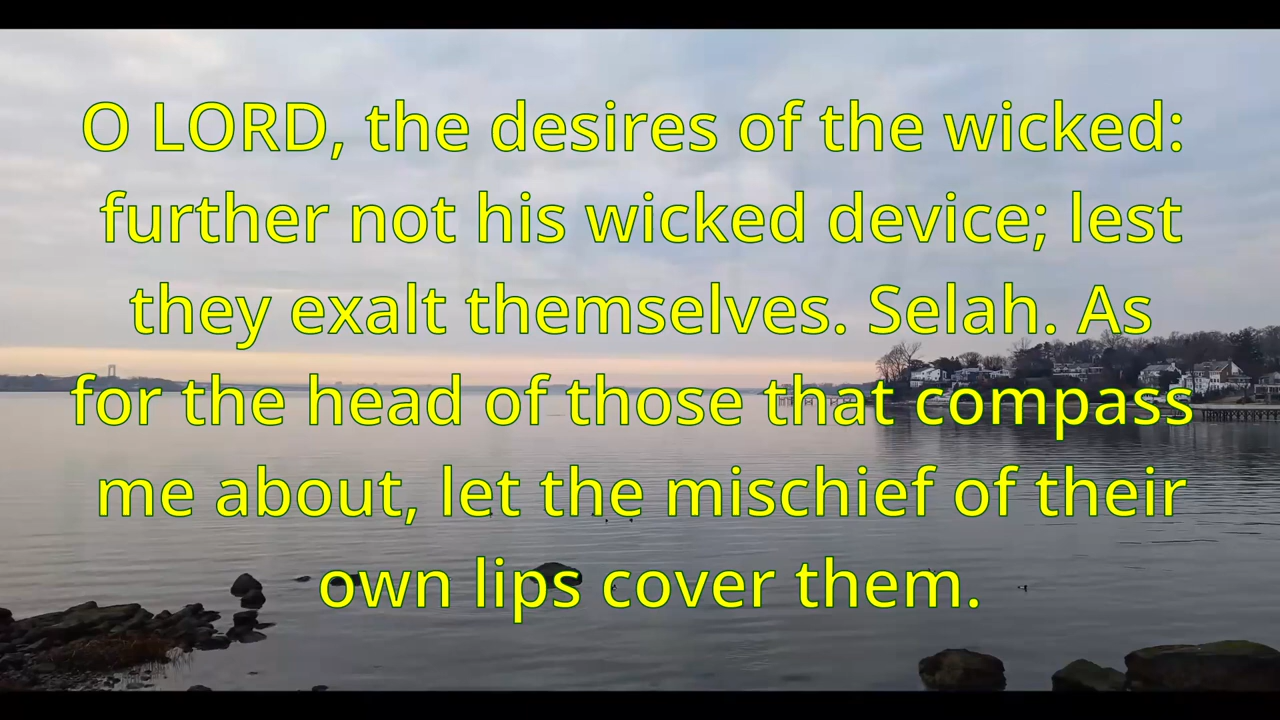 O LORD, the desires of the wicked:
further not his wicked device; lest
they exalt themselves. Selah. As
for the head of those that compass
me about, let the mischief of their
own lips cover them.